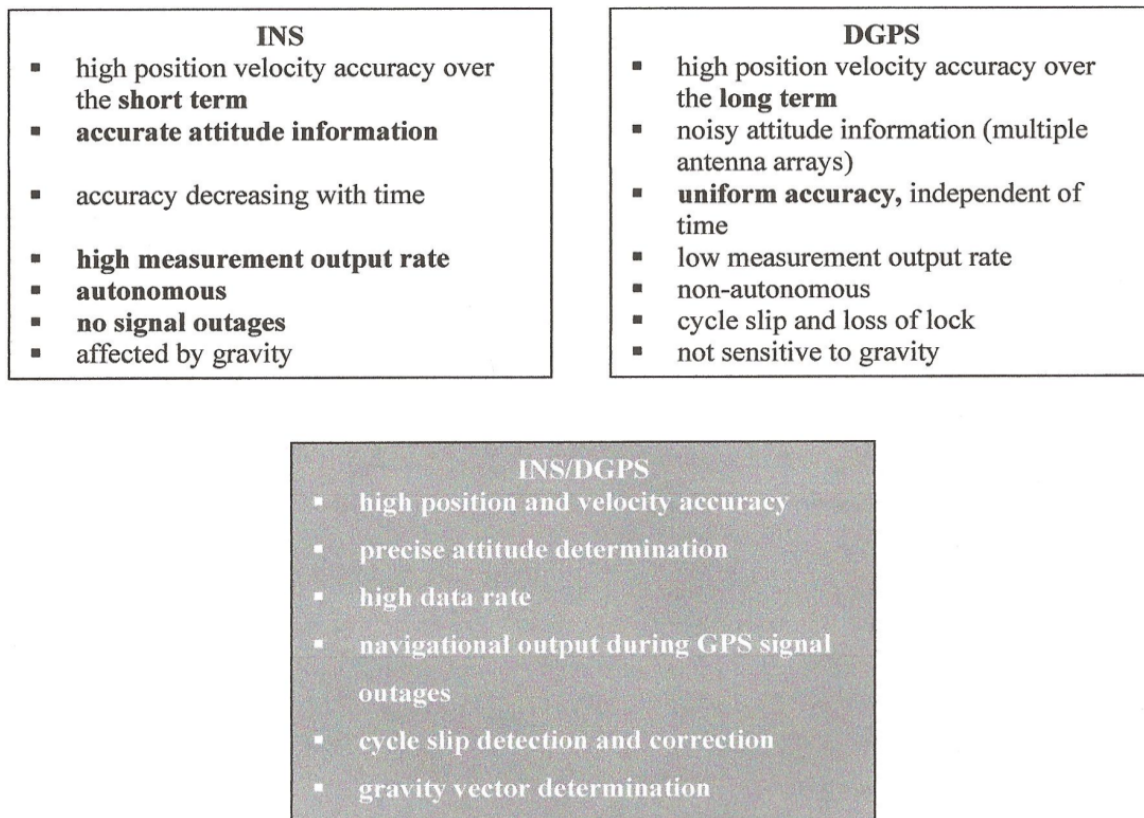 INS
▪ high position velocity accuracy over
the short term
▪ accurate attitude information
▪ accuracy decreasing with time
▪ high measurement output rate
▪ autonomous
▪ no signal outages
▪ affected by gravity
DGPS
▪ high position velocity accuracy over
the long term
▪ noisy attitude information (multiple
antenna arrays)
▪ uniform accuracy, independent of
time
▪ low measurement output rate
▪ non-autonomous
▪ cycle slip and loss of lock
▪ not sensitive to gravity
INS/DGPS
▪ high position and velocity accuracy
▪ precise attitude determination
▪ high data rate
▪ navigational output during GPS signal
outages
▪ cycle slip detection and correction
▪ gravity vector determination